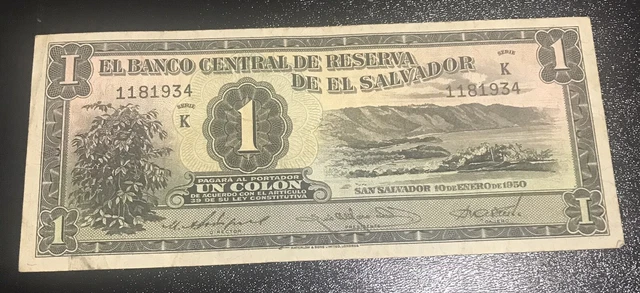 I
1
EL BANCO CENTRAL DE RESERVA
DE EL SALVADOR
SERIE
K
1181934
1181934
SERIE
K
1
PAGARÁ AL PORTADOR
UN COLON
DE ACUERDO CON EL ARTICULO
39 DE SU LEY CONSTITUTIVA
SAN SALVADOR 10 DE ENERO DE 1950
1
1
DIRECTOR
PRESIDENTE
CAJERO